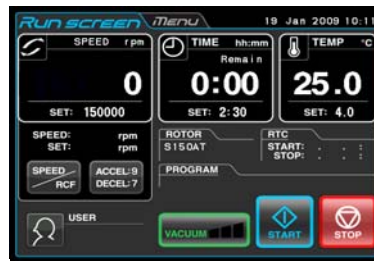 Run screen Menu 19 Jan 2009 10:11
SPEED rpm
0
SET: 150000
TIME hh:mm
Remain
0:00
SET: 2:30
TEMP °C
25.0
SET: 4.0
SPEED: rpm
SET: rpm
SPEED/RCF
ACCEL:9
DECEL:7
ROTOR
S150AT
RTC
START: . . :
STOP: . . :
PROGRAM
USER
VACUUM
START
STOP